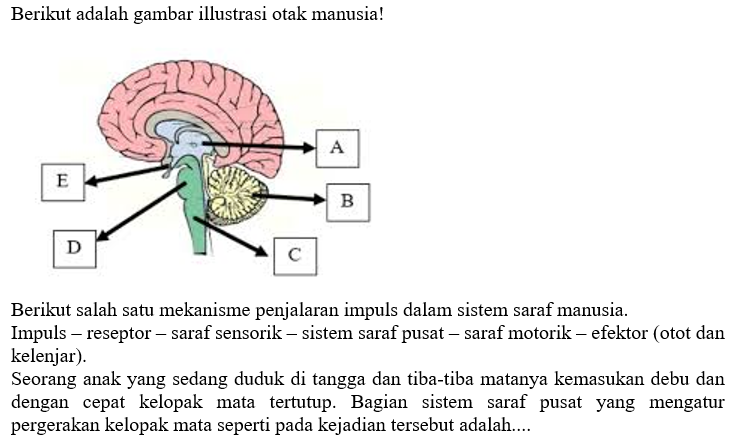 Berikut adalah gambar illustrasi otak manusia!
A
E
B
D
C
Berikut salah satu mekanisme penjalaran impuls dalam sistem saraf manusia.
Impuls – reseptor – saraf sensorik – sistem saraf pusat – saraf motorik – efektor (otot dan
kelenjar).
Seorang anak yang sedang duduk di tangga dan tiba-tiba matanya kemasukan debu dan
dengan cepat kelopak mata tertutup. Bagian sistem saraf pusat yang mengatur
pergerakan kelopak mata seperti pada kejadian tersebut adalah....